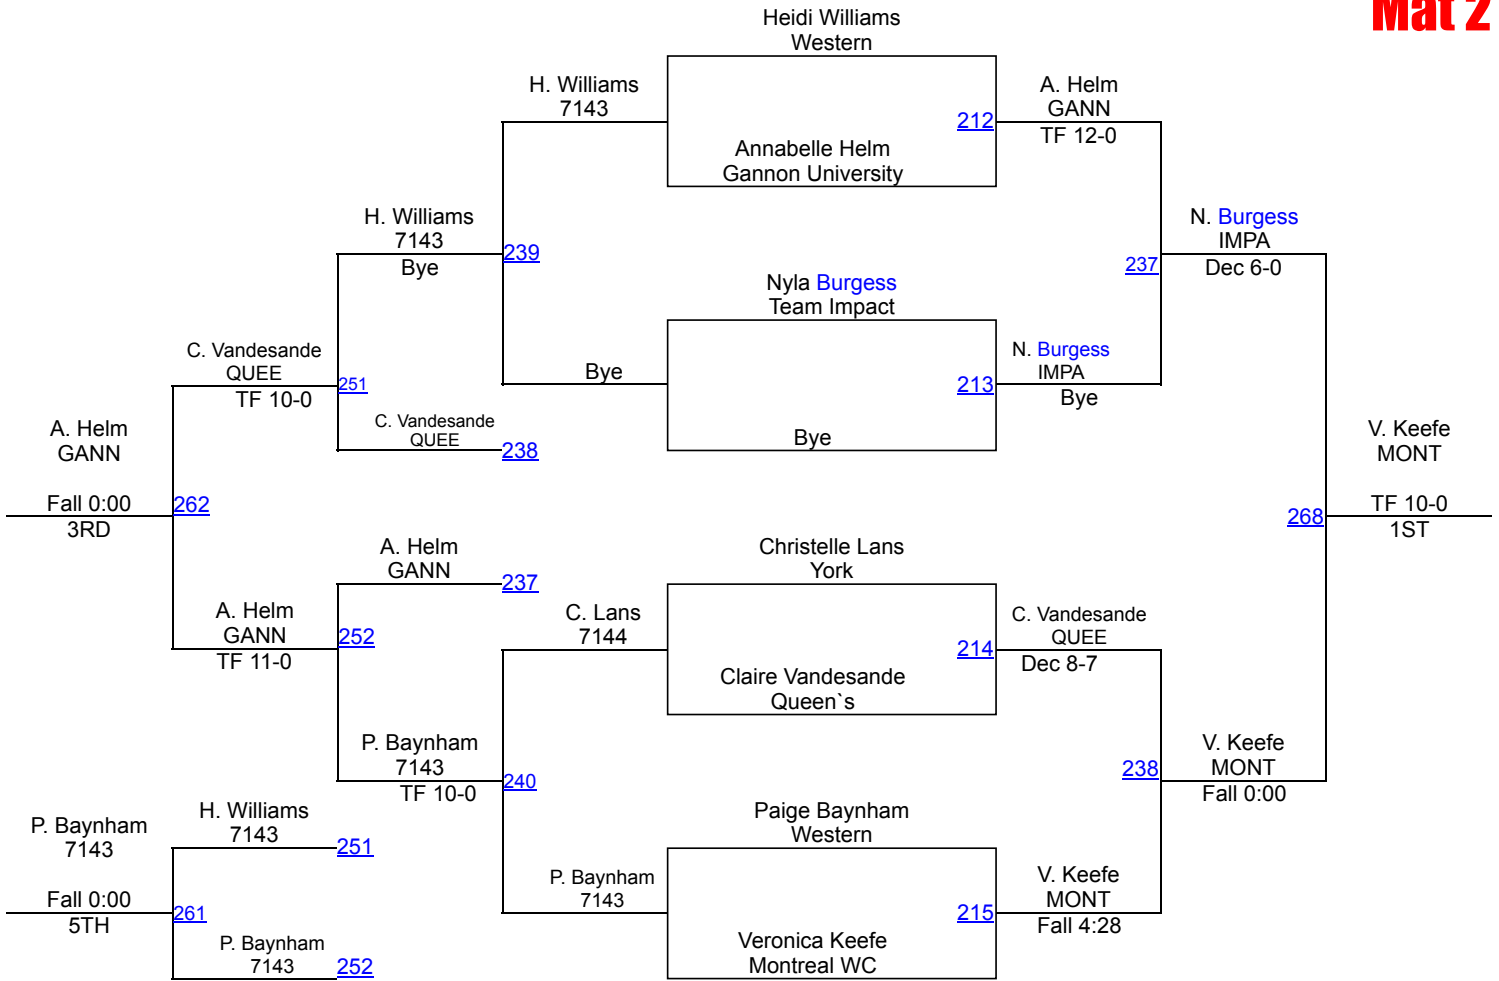 Mat 2
Heidi Williams
Western
H. Williams
7143
A. Helm
GANN
212
TF 12-0
Annabelle Helm
Gannon University
H. Williams
7143
Bye
239
N. Burgess
IMPA
Dec 6-0
237
Nyla Burgess
Team Impact
C. Vandesande
QUEE
TF 10-0
251
Bye
N. Burgess
IMPA
213
Bye
C. Vandesande
QUEE
238
Bye
A. Helm
GANN
Fall 0:00
3RD
262
V. Keefe
MONT
TF 10-0
1ST
268
A. Helm
GANN
237
Christelle Lans
York
A. Helm
GANN
TF 11-0
252
C. Lans
7144
C. Vandesande
QUEE
214
Dec 8-7
Claire Vandesande
Queen`s
P. Baynham
7143
TF 10-0
240
V. Keefe
MONT
Fall 0:00
238
P. Baynham
7143
Fall 0:00
5TH
H. Williams
7143
251
261
P. Baynham
7143
252
Paige Baynham
Western
P. Baynham
7143
V. Keefe
MONT
215
Fall 4:28
Veronica Keefe
Montreal WC